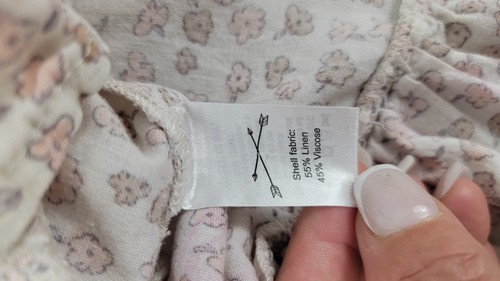 Shell fabric:
55% Linen
45% Viscose